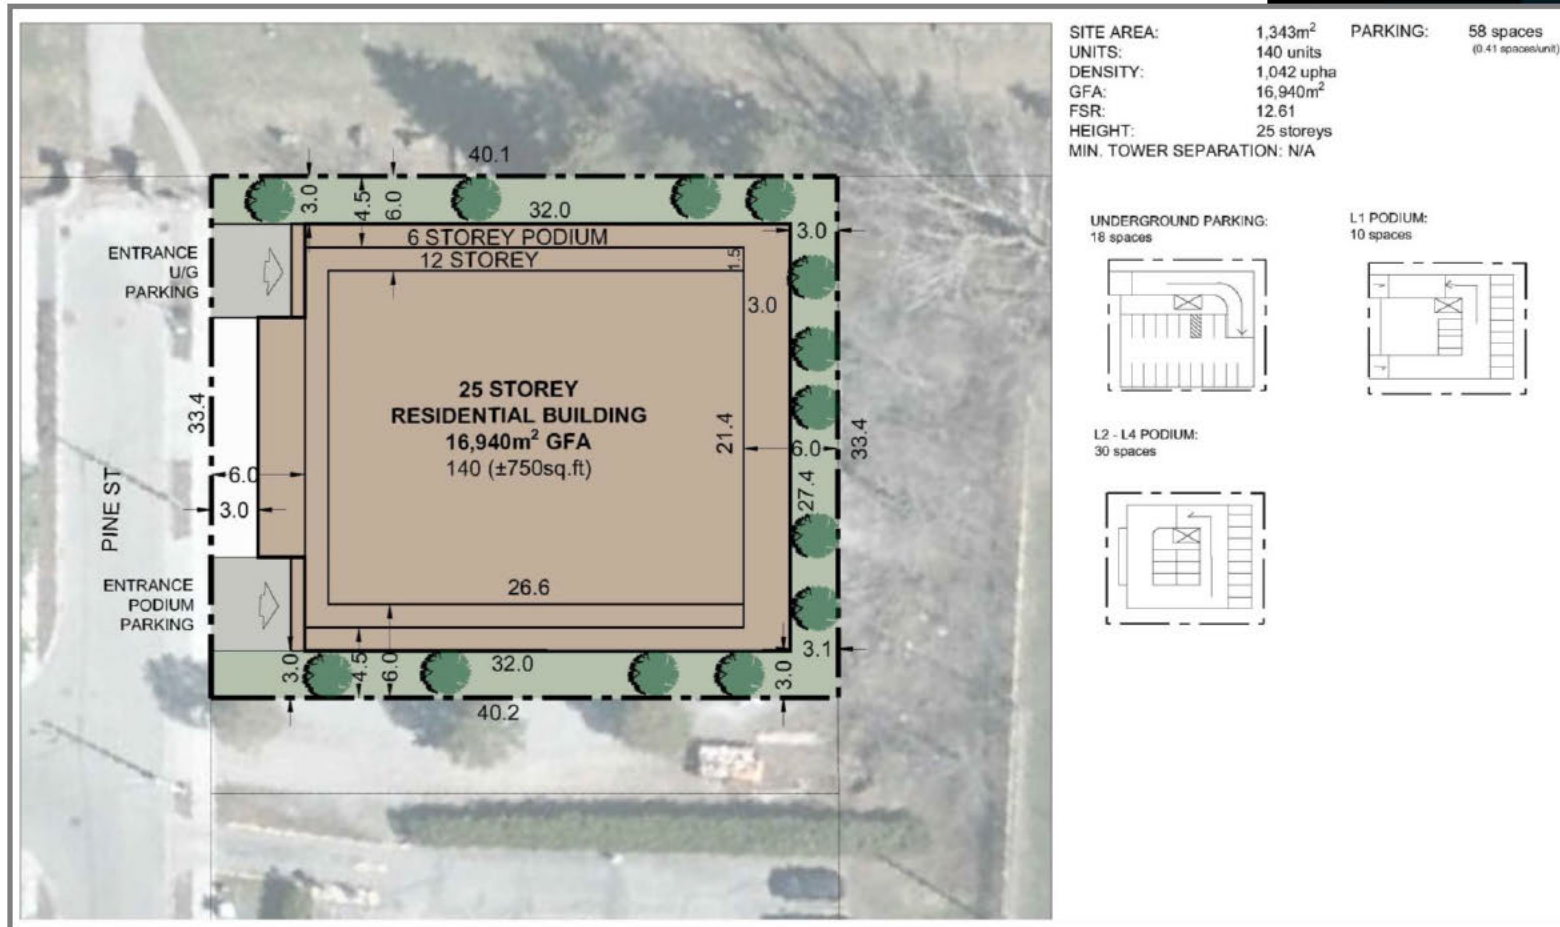 SITE AREA: 1,343m²
UNITS: 140 units
DENSITY: 1,042 upha
GFA: 16,940m²
FSR: 12.61
HEIGHT: 25 storeys
MIN. TOWER SEPARATION: N/A
PARKING: 58 spaces
(0.41 spaces/unit)
UNDERGROUND PARKING:
18 spaces
L1 PODIUM:
10 spaces
L2 - L4 PODIUM:
30 spaces
40.1
3.0
4.5
6.0
32.0
3.0
6 STOREY PODIUM
12 STOREY
1.5
3.0
ENTRANCE
U/G
PARKING
33.4
25 STOREY
RESIDENTIAL BUILDING
16,940m² GFA
140 (±750sq.ft)
21.4
6.0
33.4
27.4
6.0
3.0
PINE ST
ENTRANCE
PODIUM
PARKING
26.6
3.0
4.5
6.0
32.0
3.0
3.1
40.2